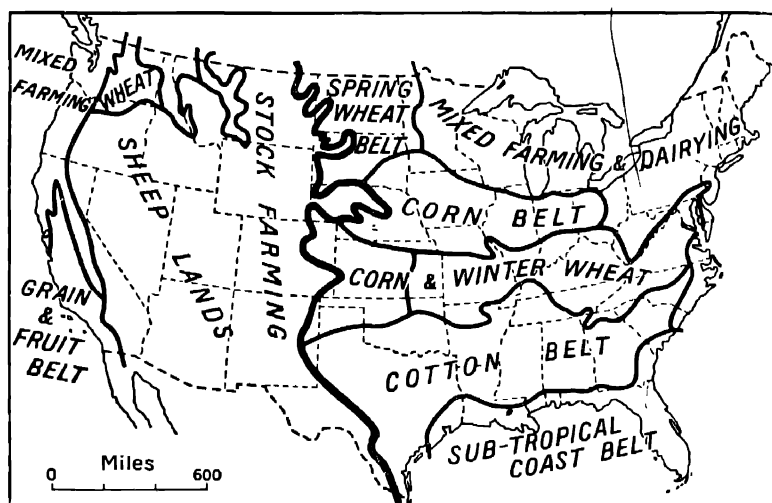 MIXED
FARMING
WHEAT
SPRING
WHEAT
BELT
MIXED FARMING & DAIRYING
STOCK FARMING
SHEEP
LANDS
CORN BELT
CORN & WINTER WHEAT
GRAIN
&
FRUIT
BELT
COTTON BELT
SUB-TROPICAL
COAST BELT
Miles
0 600